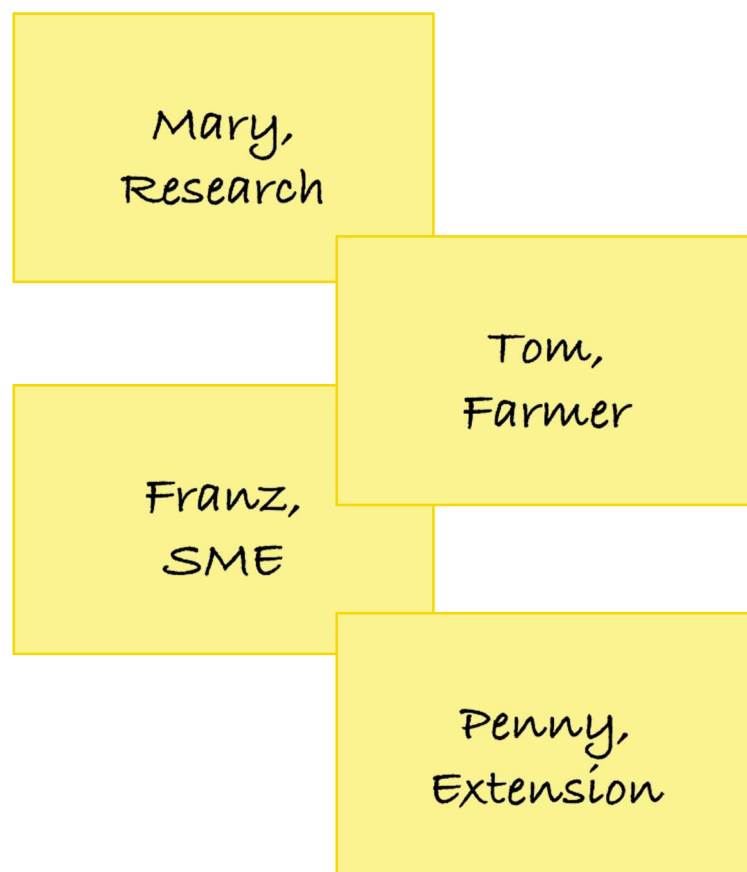 Mary,
Research
Tom,
Farmer
Franz,
SME
Penny,
Extension